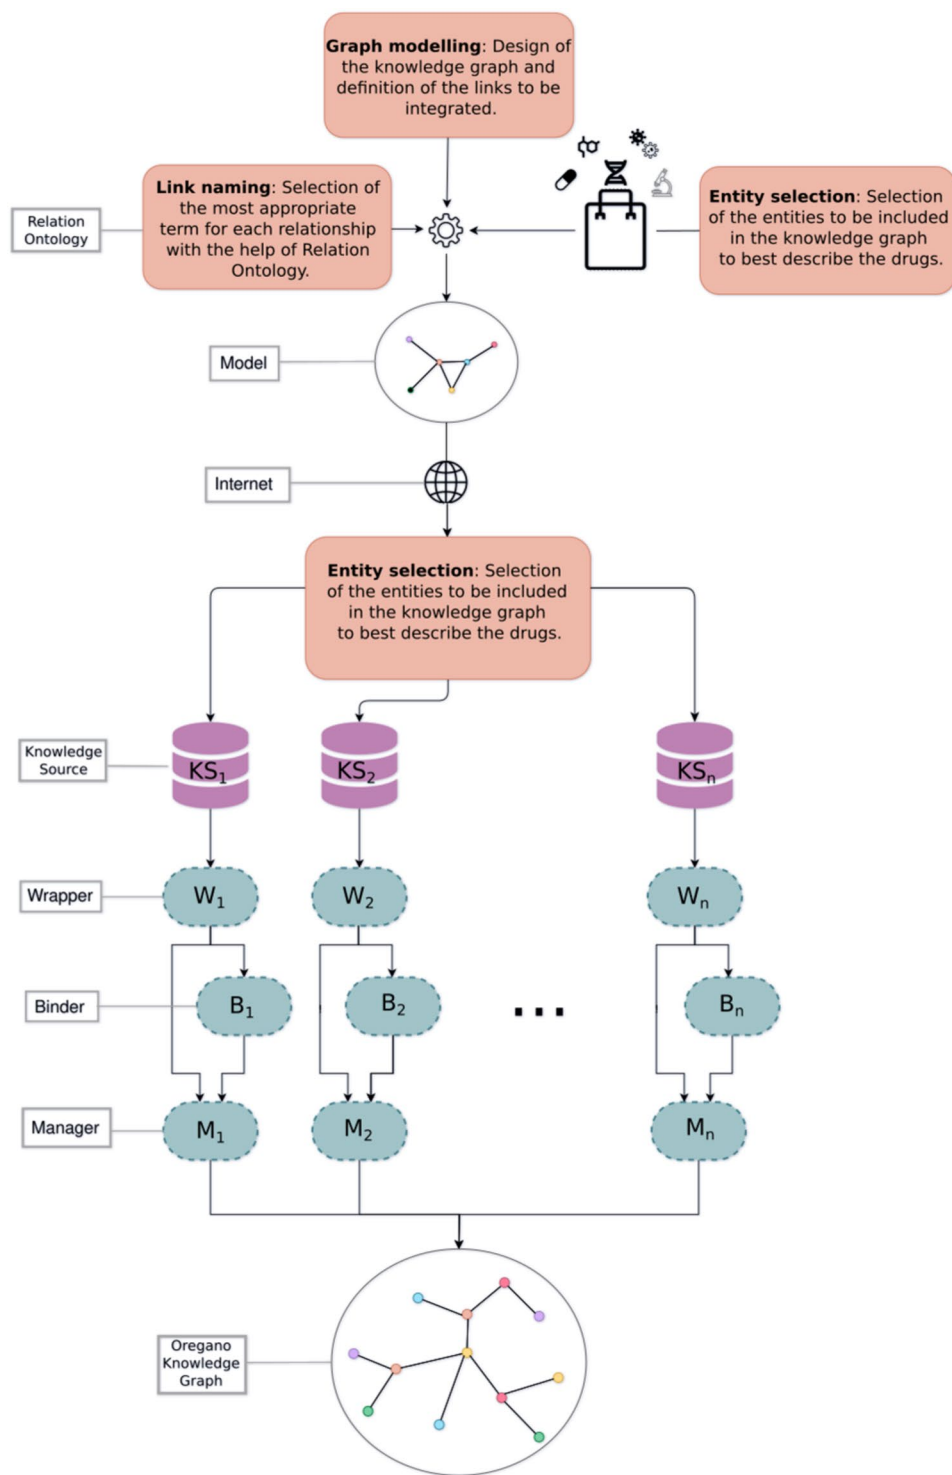 Graph modelling: Design of
the knowledge graph and
definition of the links to be
integrated.
Link naming: Selection of
the most appropriate
term for each relationship
with the help of Relation
Ontology.
Relation
Ontology
Entity selection: Selection
of the entities to be included
in the knowledge graph
to best describe the drugs.
Model
Internet
Entity selection: Selection
of the entities to be included
in the knowledge graph
to best describe the drugs.
Knowledge
Source
KS1
KS2
KSn
Wrapper
W1
W2
Wn
Binder
B1
B2
...
Bn
Manager
M1
M2
Mn
Oregano
Knowledge
Graph